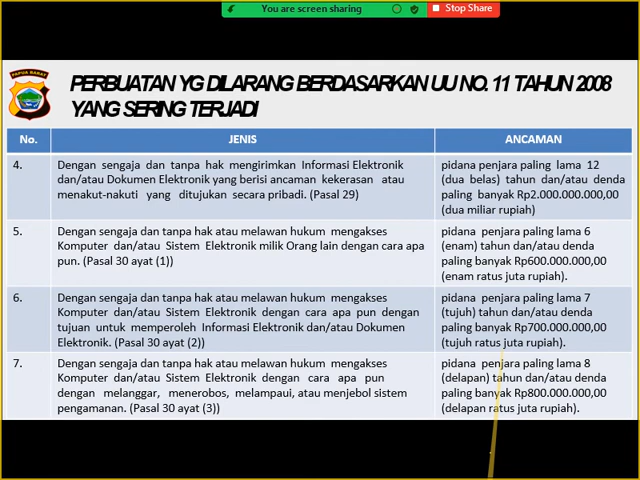 You are screen sharing
Stop Share
PAPUA BARAT
PERBUATAN YG DILARANG BERDASARKAN UU NO. 11 TAHUN 2008
YANG SERING TERJADI
No. JENIS ANCAMAN
4. Dengan sengaja dan tanpa hak mengirimkan Informasi Elektronik
dan/atau Dokumen Elektronik yang berisi ancaman kekerasan atau
menakut-nakuti yang ditujukan secara pribadi. (Pasal 29)
pidana penjara paling lama 12
(dua belas) tahun dan/atau denda
paling banyak Rp2.000.000.000,00
(dua miliar rupiah)
5. Dengan sengaja dan tanpa hak atau melawan hukum mengakses
Komputer dan/atau Sistem Elektronik milik Orang lain dengan cara apa
pun. (Pasal 30 ayat (1))
pidana penjara paling lama 6
(enam) tahun dan/atau denda
paling banyak Rp600.000.000,00
(enam ratus juta rupiah).
6. Dengan sengaja dan tanpa hak atau melawan hukum mengakses
Komputer dan/atau Sistem Elektronik dengan cara apa pun dengan
tujuan untuk memperoleh Informasi Elektronik dan/atau Dokumen
Elektronik. (Pasal 30 ayat (2))
pidana penjara paling lama 7
(tujuh) tahun dan/atau denda
paling banyak Rp700.000.000,00
(tujuh ratus juta rupiah).
7. Dengan sengaja dan tanpa hak atau melawan hukum mengakses
Komputer dan/atau Sistem Elektronik dengan cara apa pun
dengan melanggar, menerobos, melampaui, atau menjebol sistem
pengamanan. (Pasal 30 ayat (3))
pidana penjara paling lama 8
(delapan) tahun dan/atau denda
paling banyak Rp800.000.000,00
(delapan ratus juta rupiah).